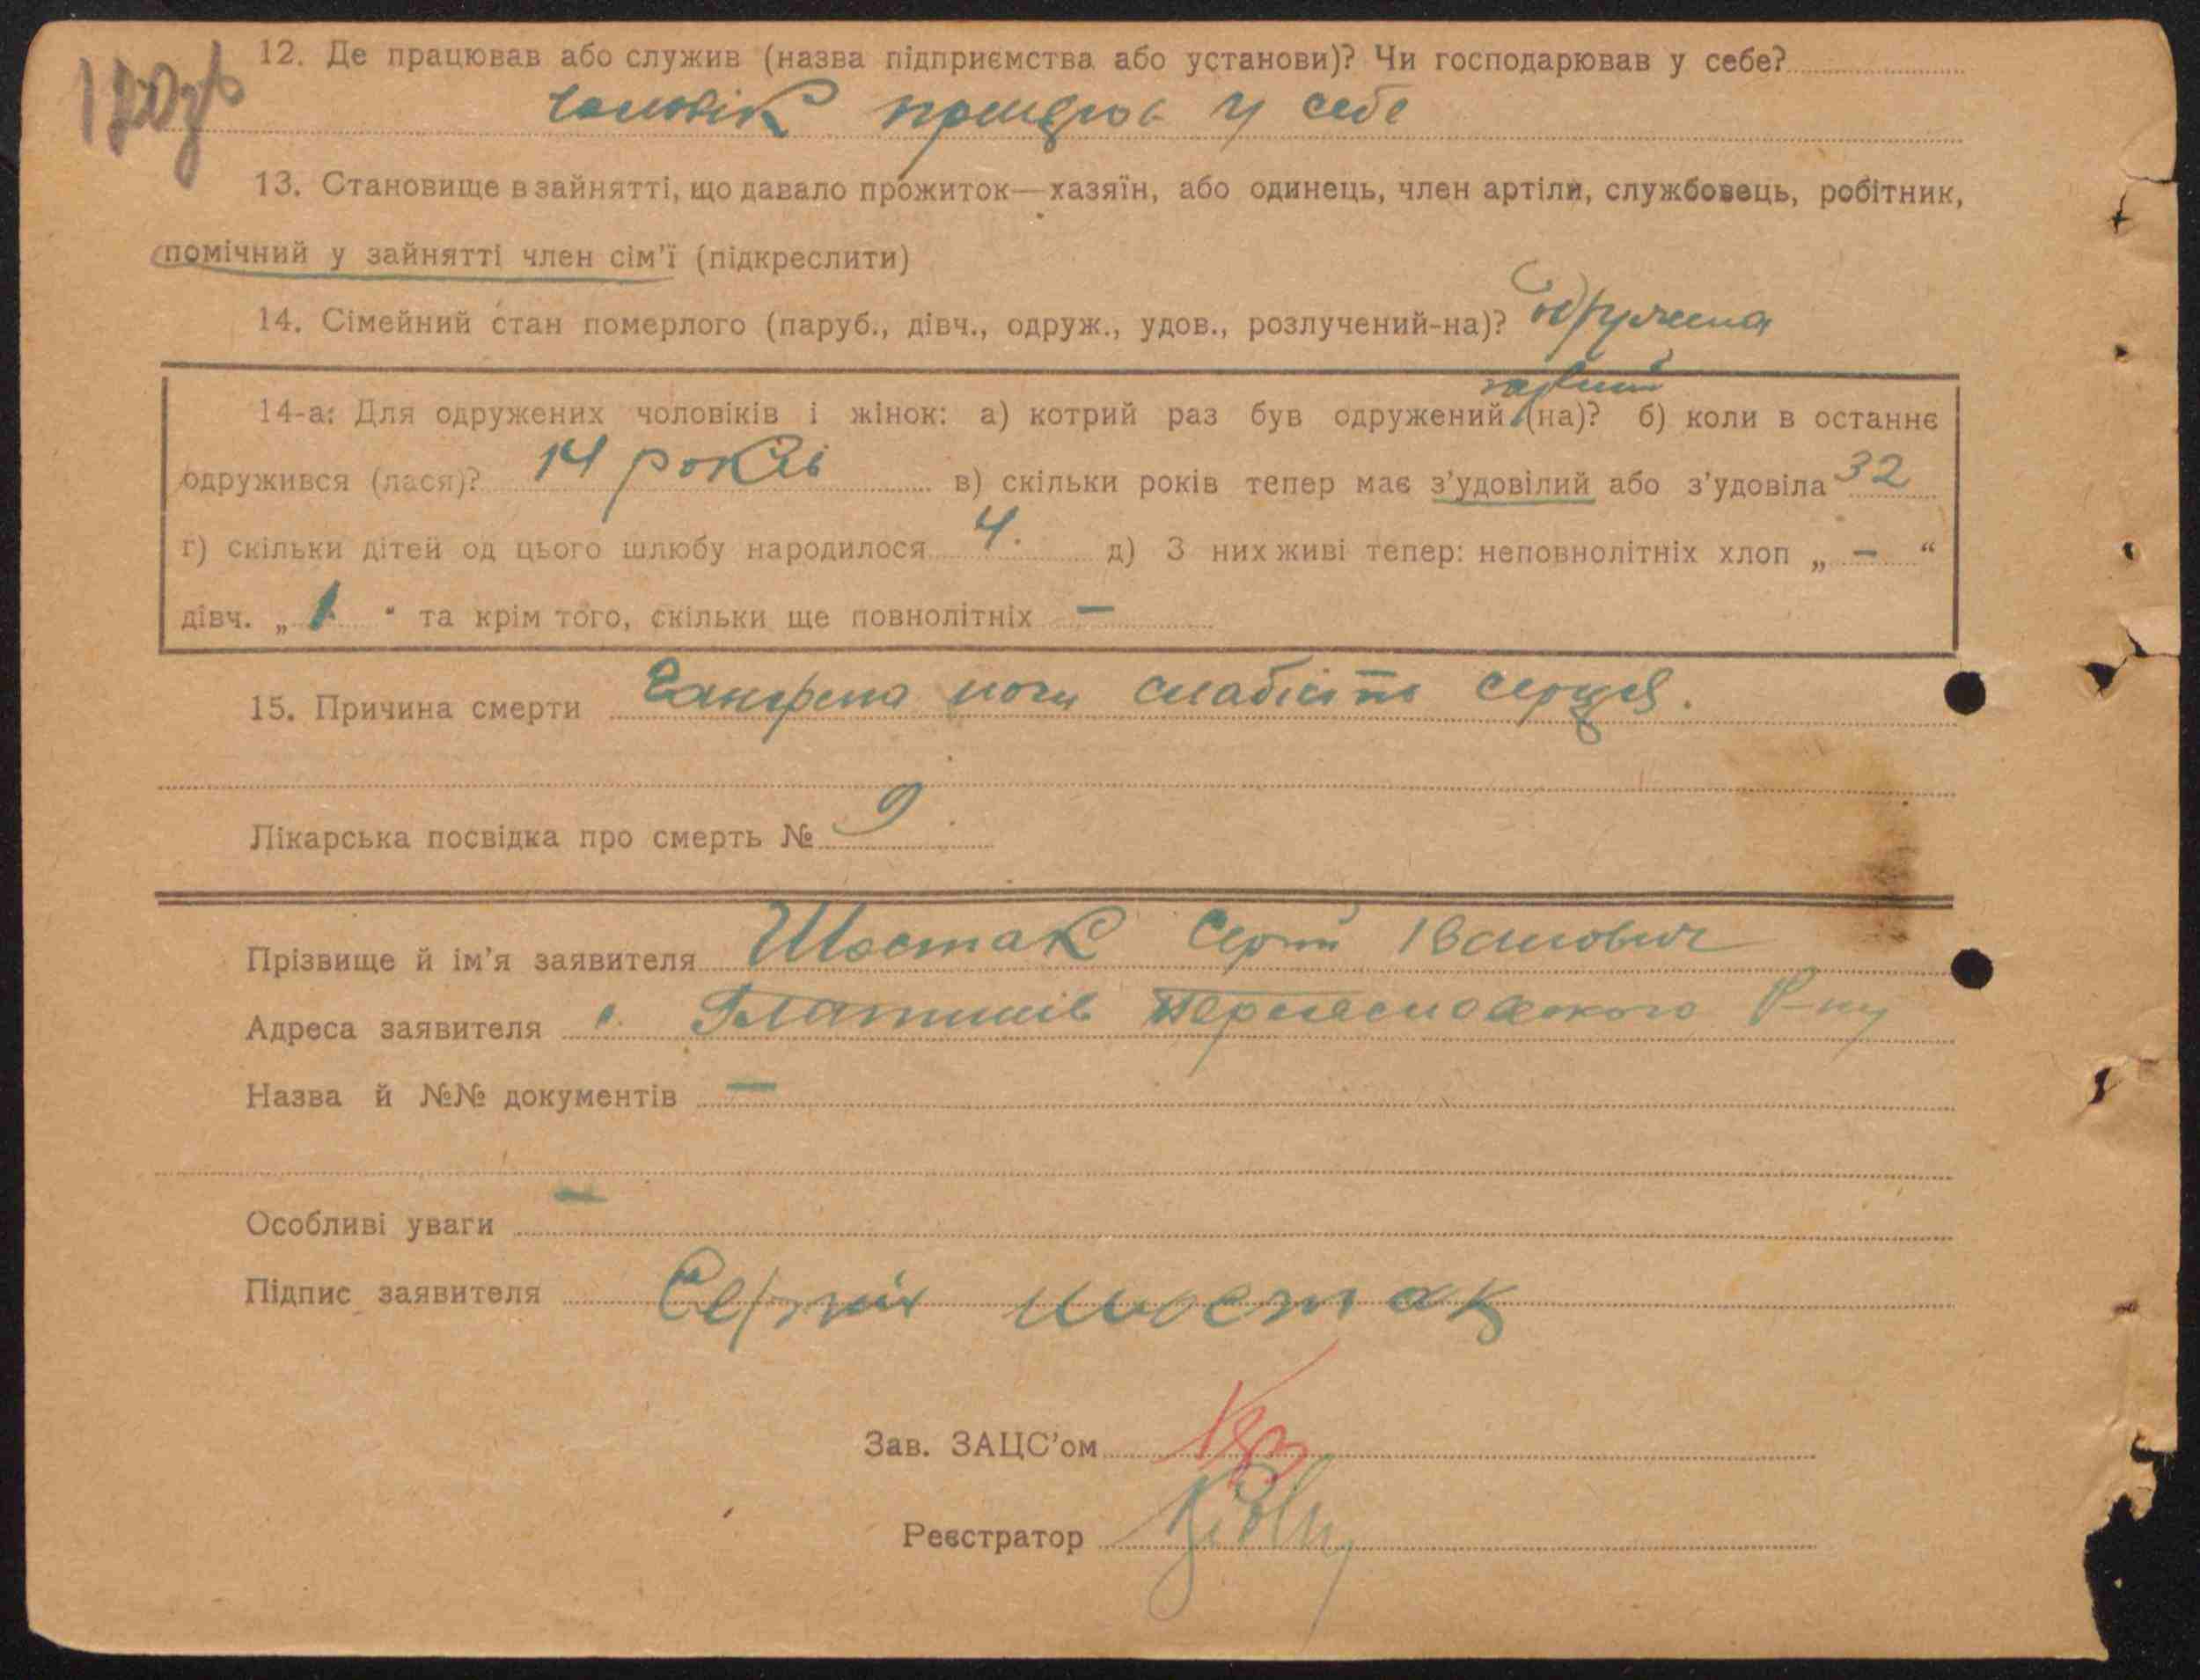 12. Де працював або служив (назва підприємства або установи)? Чи господарював у себе?
чоловік працював у себе
13. Становище в зайнятті, що давало прожиток—хазяїн, або одинець, член артіли, службовець, робітник,
помічний у зайнятті член сім'ї (підкреслити)
14. Сімейний стан померлого (паруб., дівч., одруж., удов., розлучений-на)? одружена
14-а: Для одружених чоловіків і жінок: а) котрий раз був одружений (на)? б) коли в останнє
одружився (лася)? 14 років в) скільки років тепер має з'удовілий або з'удовіла 32
г) скільки дітей од цього шлюбу народилося 4. д) З них живі тепер: неповнолітніх хлоп „ — “
дівч. „ 1 “ та крім того, скільки ще повнолітніх —
15. Причина смерти Гангрена ноги слабість серця.
Лікарська посвідка про смерть № 9
Прізвище й ім'я заявителя Шостак Сергій Іванович
Адреса заявителя с. Переяславського Р-ну
Назва й №№ документів —
Особливі уваги —
Підпис заявителя Сергій Шостак
Зав. ЗАЦС'ом
Реєстратор